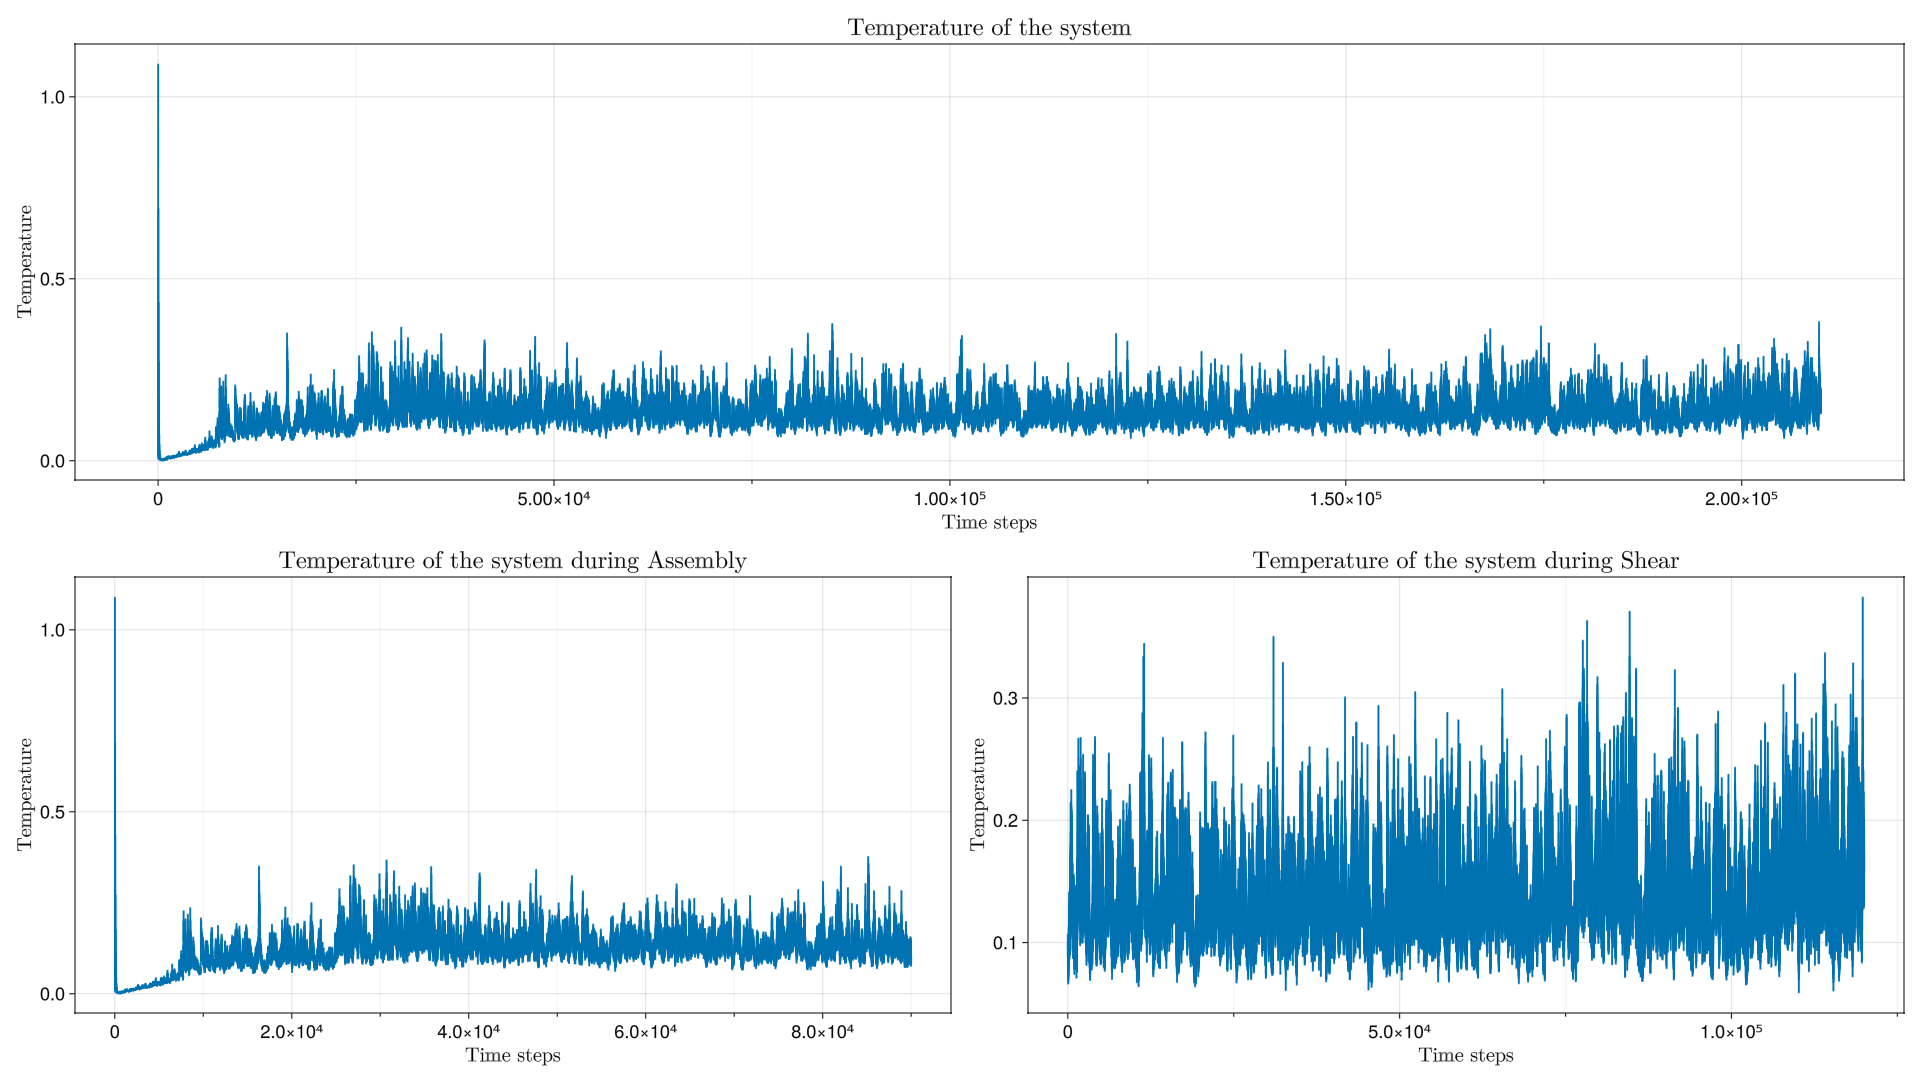 Temperature of the system
Temperature
1.0
0.5
0.0
0
5.00×10⁴
1.00×10⁵
1.50×10⁵
2.00×10⁵
Time steps
Temperature of the system during Assembly
Temperature
1.0
0.5
0.0
0
2.0×10⁴
4.0×10⁴
6.0×10⁴
8.0×10⁴
Time steps
Temperature of the system during Shear
Temperature
0.3
0.2
0.1
0
5.0×10⁴
1.0×10⁵
Time steps